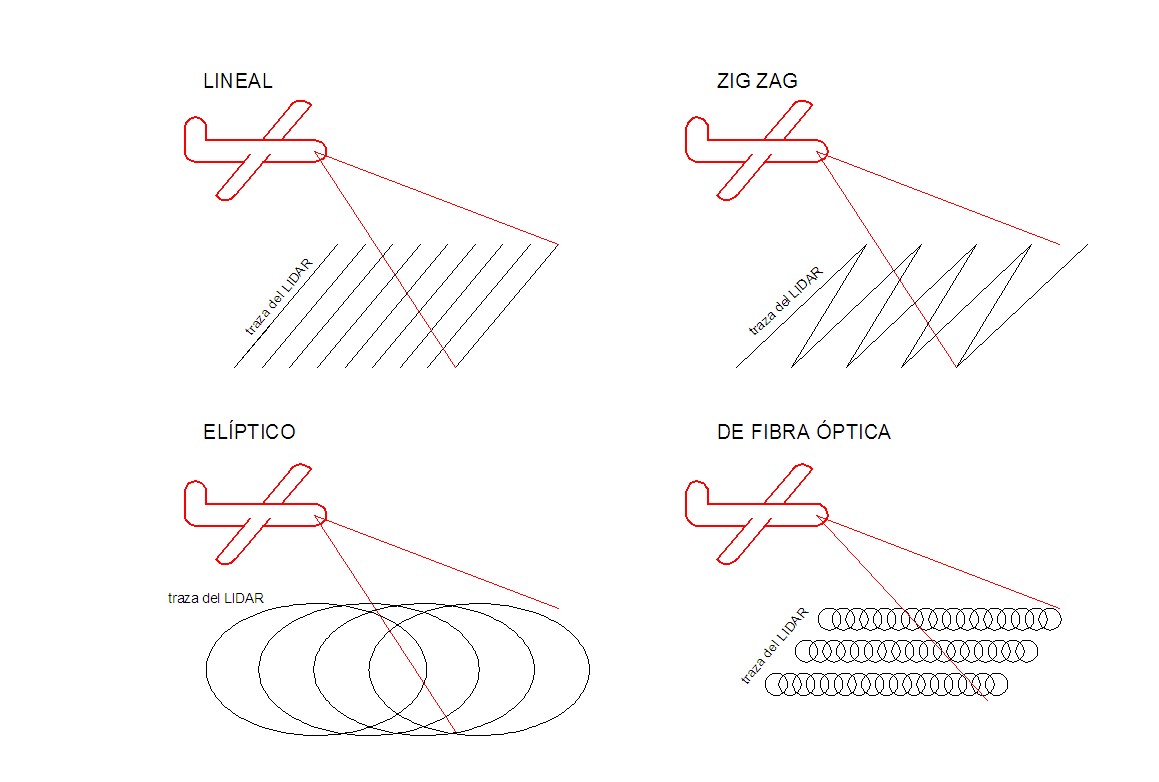 LINEAL
ZIG ZAG
traza del LIDAR
traza del LIDAR
ELÍPTICO
DE FIBRA ÓPTICA
traza del LIDAR
traza del LIDAR